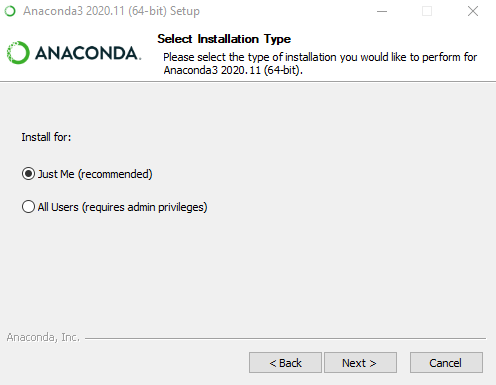 Anaconda3 2020.11 (64-bit) Setup
ANACONDA.
Select Installation Type
Please select the type of installation you would like to perform for
Anaconda3 2020.11 (64-bit).
Install for:
Just Me (recommended)
All Users (requires admin privileges)
Anaconda, Inc.
< Back Next > Cancel